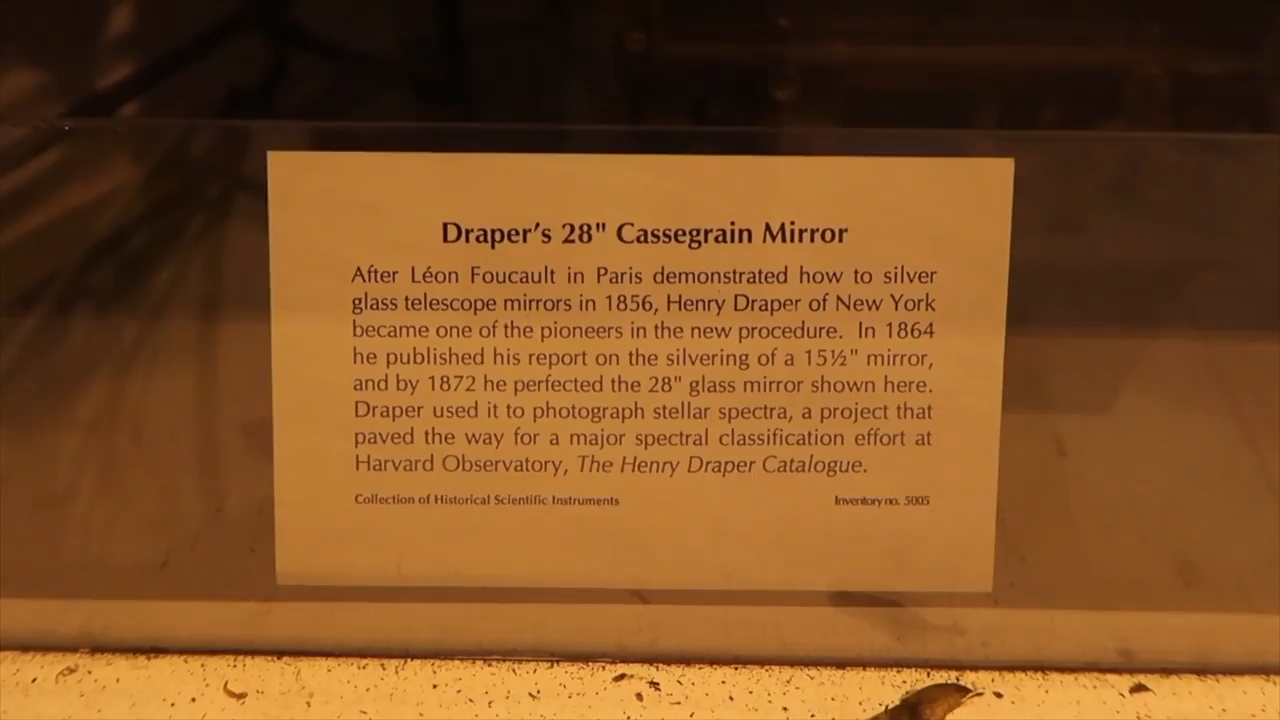 Draper's 28" Cassegrain Mirror
After Léon Foucault in Paris demonstrated how to silver
glass telescope mirrors in 1856, Henry Draper of New York
became one of the pioneers in the new procedure. In 1864
he published his report on the silvering of a 15½" mirror,
and by 1872 he perfected the 28" glass mirror shown here.
Draper used it to photograph stellar spectra, a project that
paved the way for a major spectral classification effort at
Harvard Observatory, The Henry Draper Catalogue.
Collection of Historical Scientific Instruments Inventory no. 5005